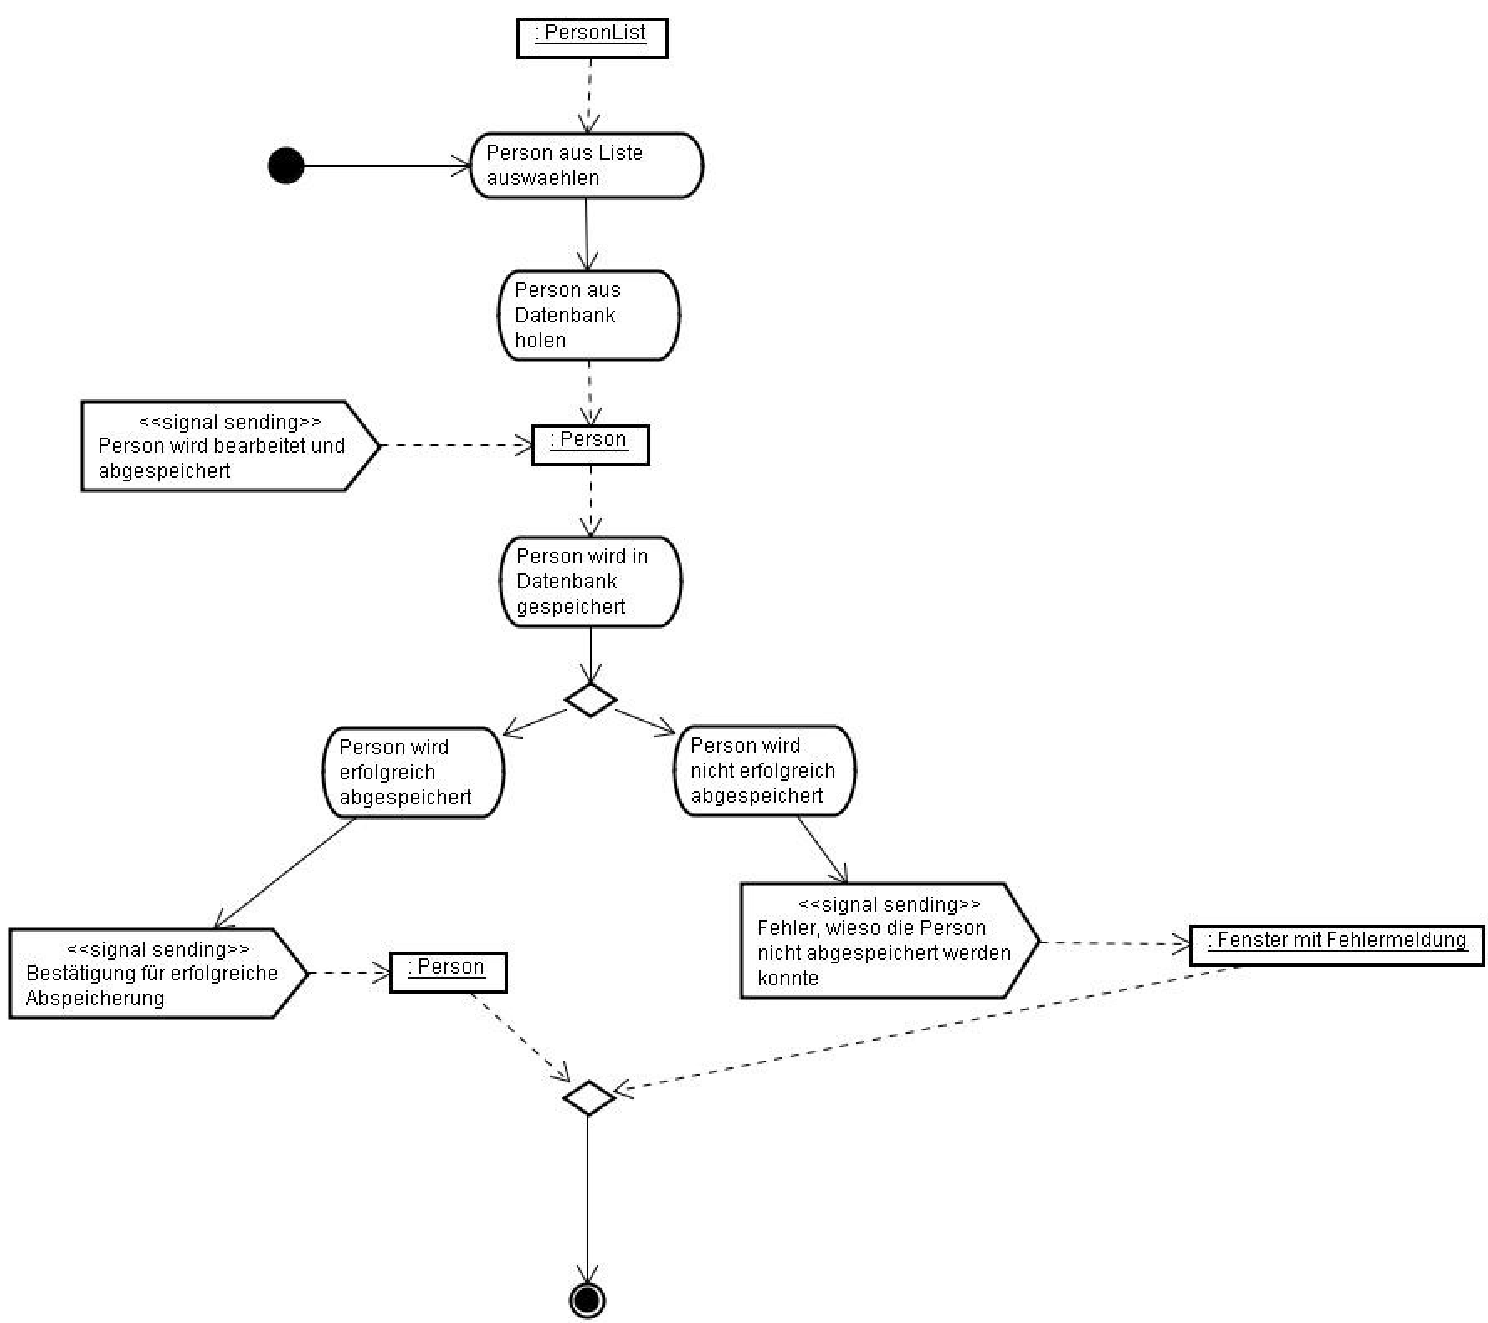 : PersonList
Person aus Liste
auswaehlen
Person aus
Datenbank
holen
<<signal sending>>
Person wird bearbeitet und
abgespeichert
: Person
Person wird in
Datenbank
gespeichert
Person wird
erfolgreich
abgespeichert
Person wird
nicht erfolgreich
abgespeichert
<<signal sending>>
Bestätigung für erfolgreiche
Abspeicherung
: Person
<<signal sending>>
Fehler, wieso die Person
nicht abgespeichert werden
konnte
: Fenster mit Fehlermeldung